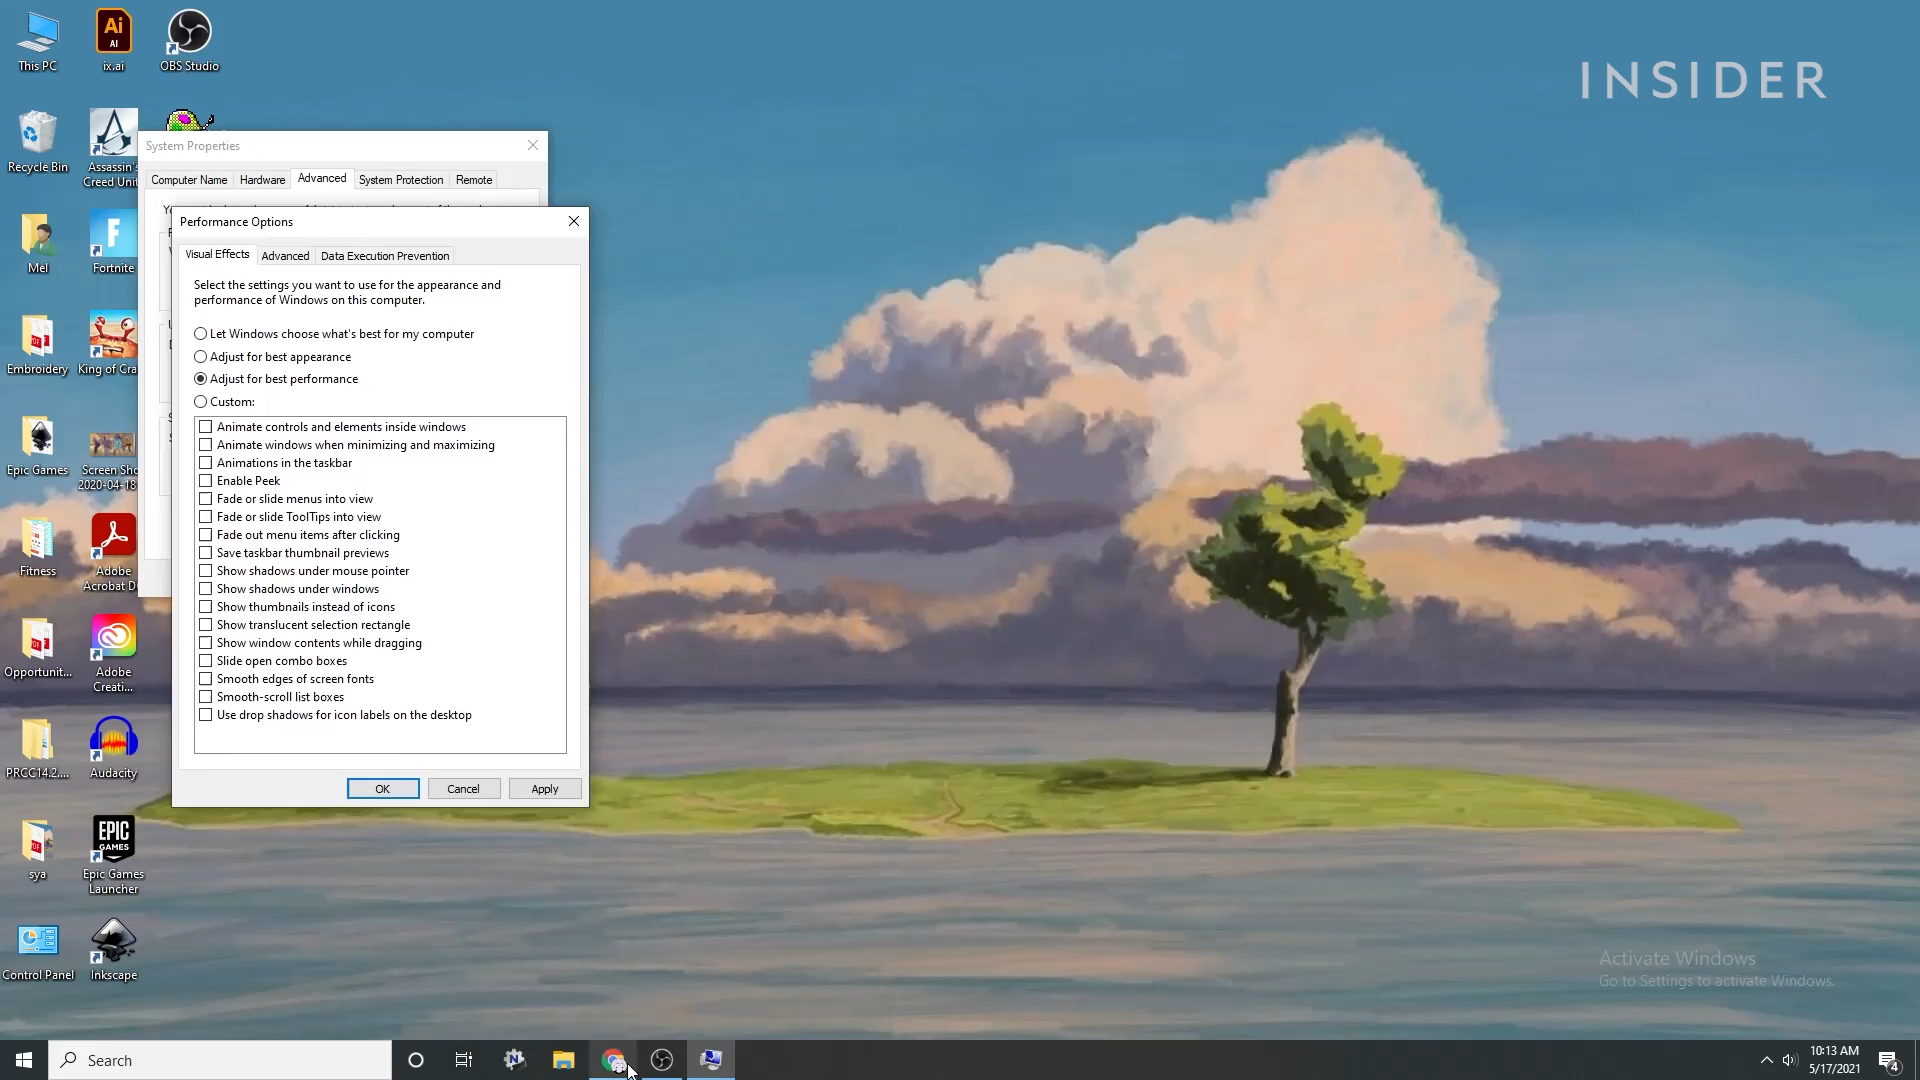 This PC
ix.ai
OBS Studio
Ai
AI
INSIDER
Recycle Bin
Assassin's
Creed Unit
System Properties
Computer Name
Hardware
Advanced
System Protection
Remote
Mel
Fortnite
Performance Options
Visual Effects
Advanced
Data Execution Prevention
Select the settings you want to use for the appearance and
performance of Windows on this computer.
Let Windows choose what's best for my computer
Adjust for best appearance
Adjust for best performance
Custom:
Animate controls and elements inside windows
Animate windows when minimizing and maximizing
Animations in the taskbar
Enable Peek
Fade or slide menus into view
Fade or slide ToolTips into view
Fade out menu items after clicking
Save taskbar thumbnail previews
Show shadows under mouse pointer
Show shadows under windows
Show thumbnails instead of icons
Show translucent selection rectangle
Show window contents while dragging
Slide open combo boxes
Smooth edges of screen fonts
Smooth-scroll list boxes
Use drop shadows for icon labels on the desktop
OK
Cancel
Apply
Embroidery
King of Cra
Epic Games
Screen Sho
2020-04-18
Fitness
Adobe
Acrobat D
Opportunit...
Adobe
Creati...
PRCC14.2....
Audacity
EPIC
GAMES
sya
Epic Games
Launcher
Control Panel
Inkscape
Activate Windows
Go to Settings to activate Windows.
Search
10:13 AM
5/17/2021
4